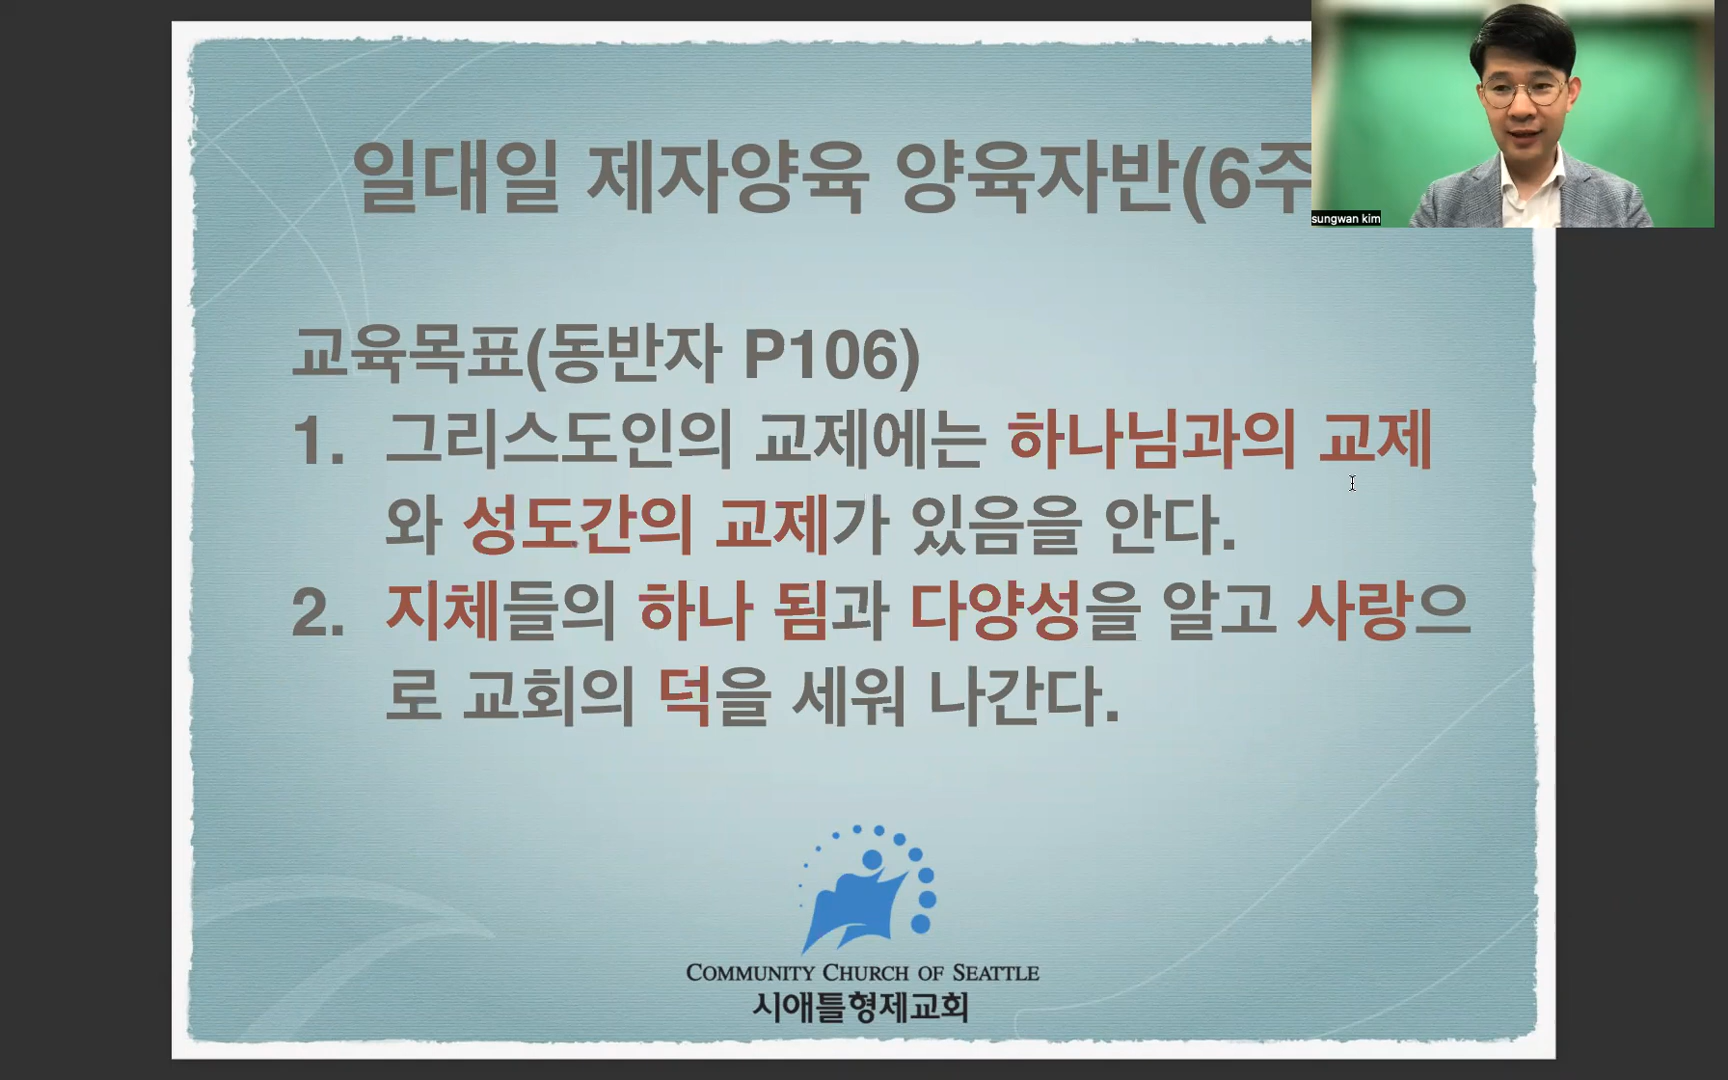 일대일 제자양육 양육자반(6주
sungwan kim
교육목표(동반자 P106)
1. 그리스도인의 교제에는 하나님과의 교제
와 성도간의 교제가 있음을 안다.
2. 지체들의 하나 됨과 다양성을 알고 사랑으
로 교회의 덕을 세워 나간다.
COMMUNITY CHURCH OF SEATTLE
시애틀형제교회